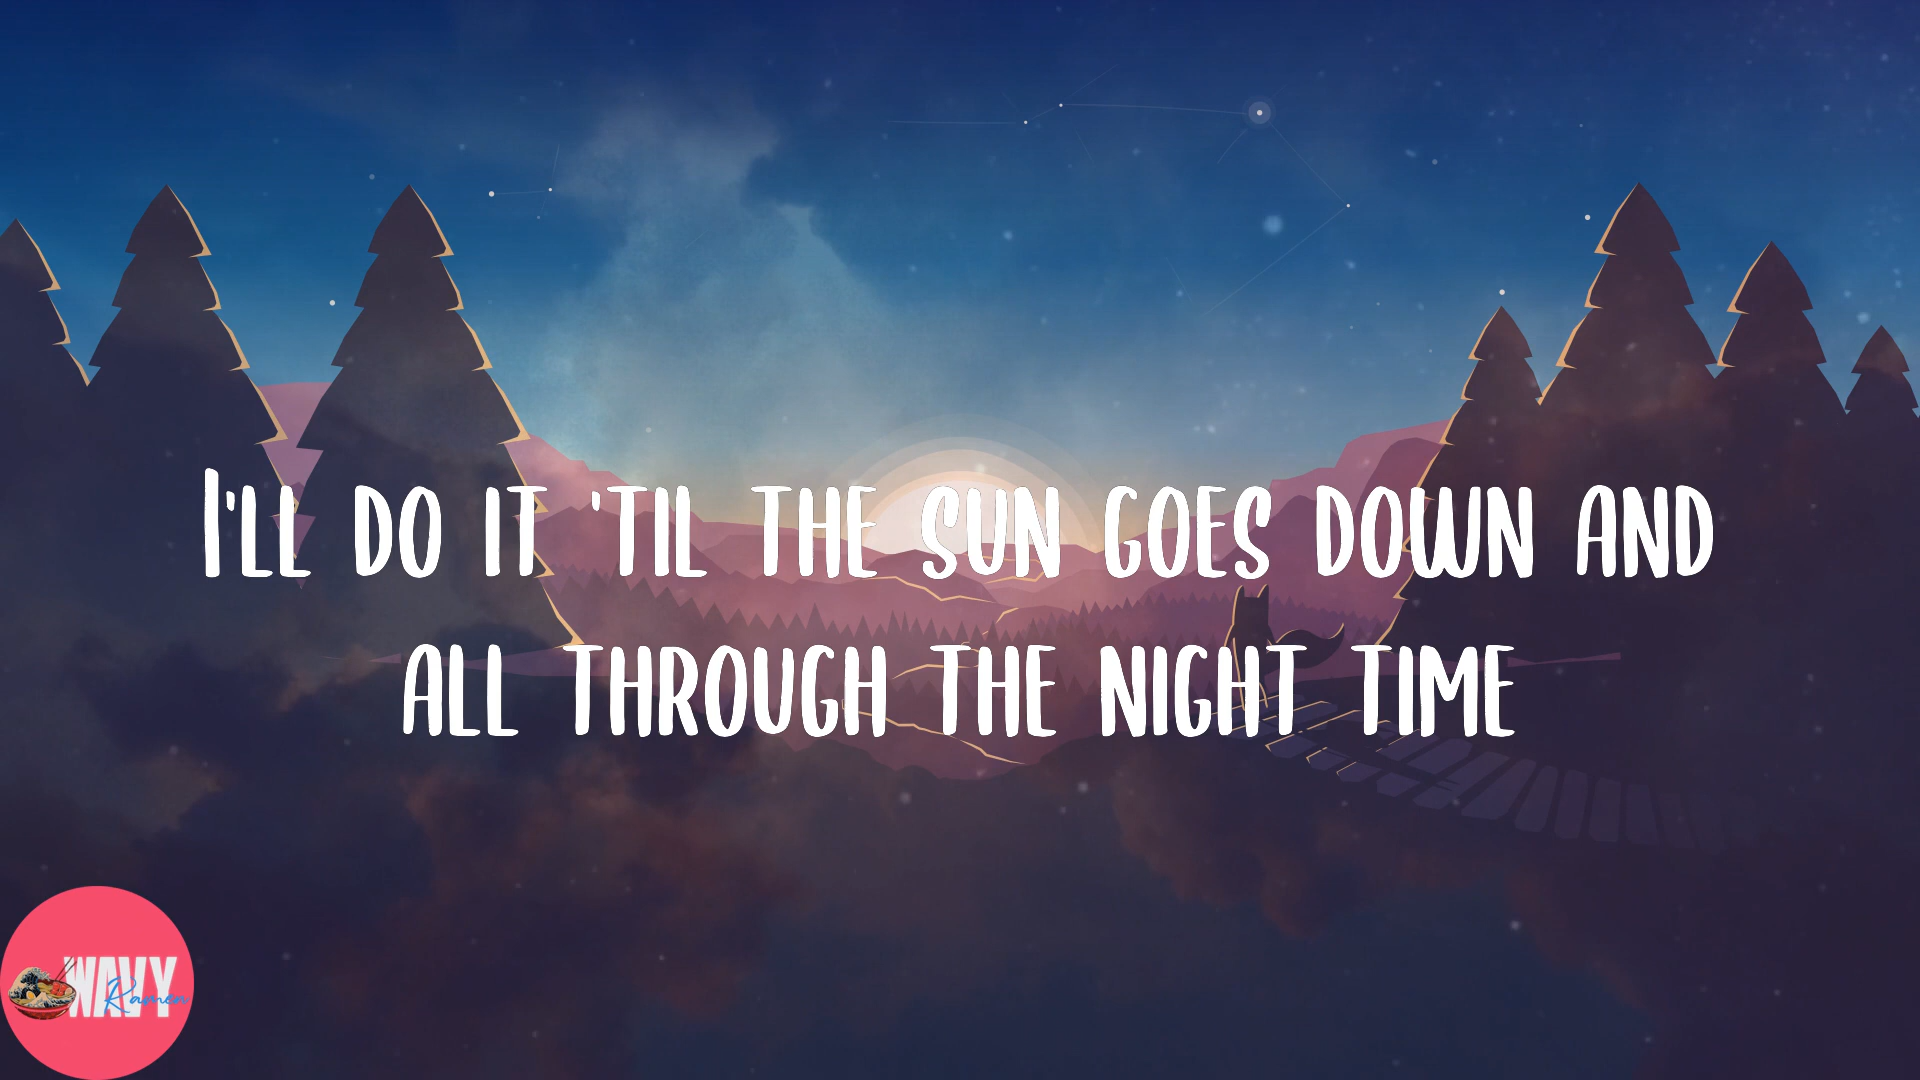 I'LL DO IT 'TIL THE SUN GOES DOWN AND
ALL THROUGH THE NIGHT TIME
WAVY
Ramen